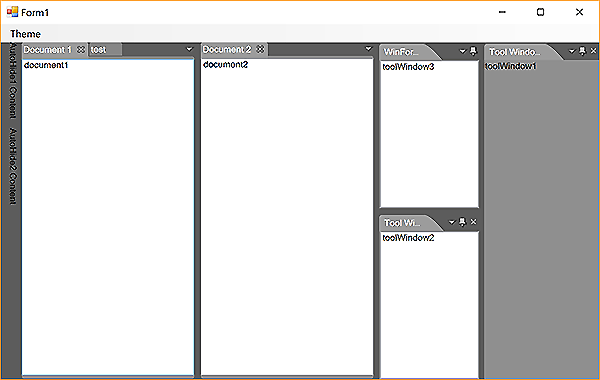 Form1
Theme
AutoHide1 Content
AutoHide2 Content
Document 1
test
document1
Document 2
document2
WinFor...
toolWindow3
Tool Wi...
toolWindow2
Tool Windo...
toolWindow1